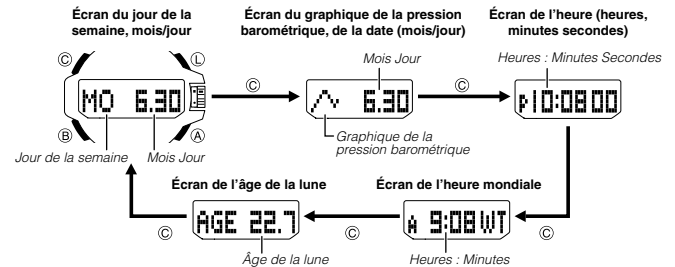 Écran du jour de la
semaine, mois/jour
Écran du graphique de la pression
barométrique, de la date (mois/jour)
Écran de l'heure (heures,
minutes secondes)
C
L
MO 6.30
B
A
Jour de la semaine
Mois Jour
C
Mois Jour
6.30
Graphique de la
pression barométrique
C
Heures : Minutes Secondes
P 10:08 00
Écran de l'âge de la lune
Écran de l'heure mondiale
C
AGE 22.7
Âge de la lune
C
A 9:08 WT
Heures : Minutes
C